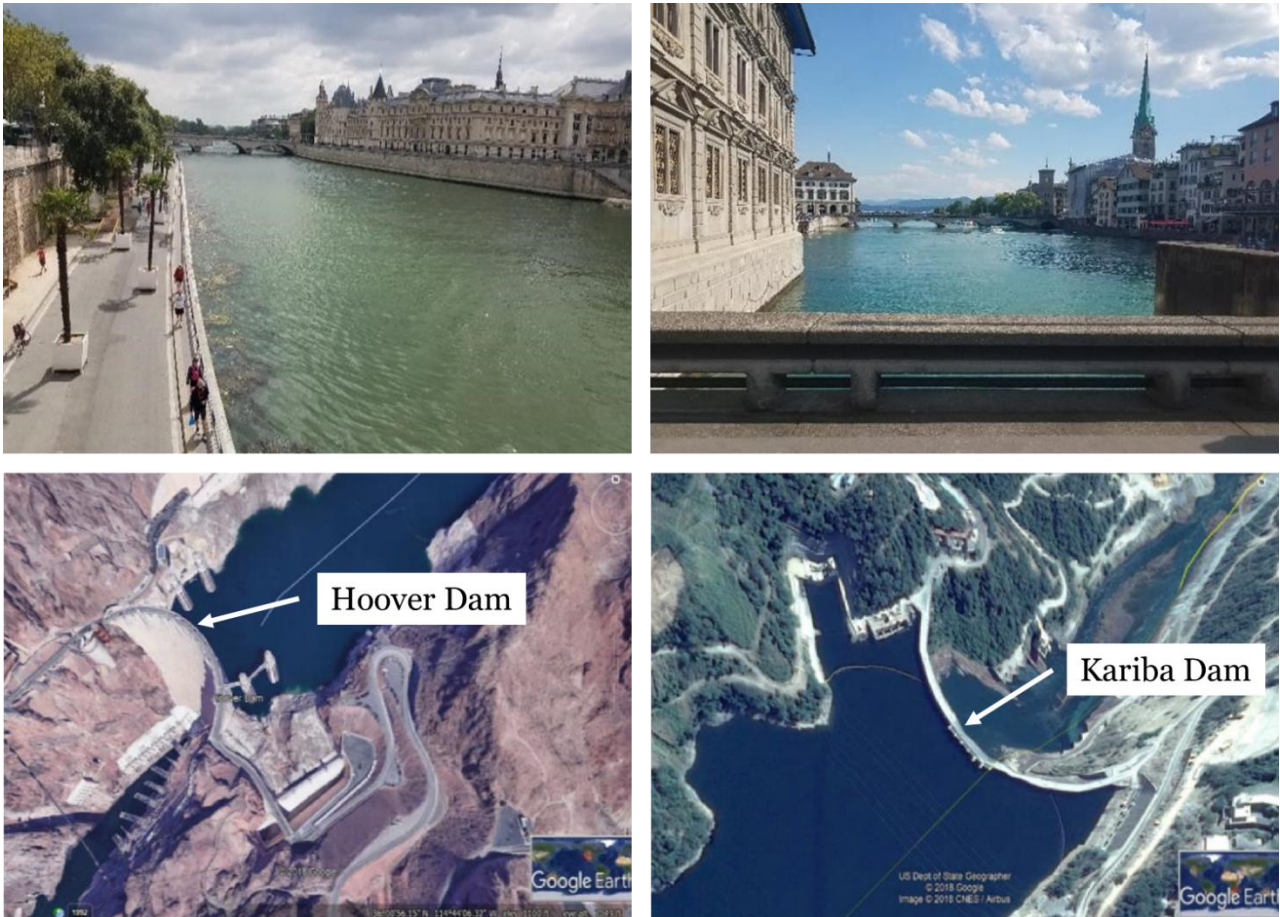 Hoover Dam
Kariba Dam
US Dept of State Geographer
© 2018 Google
Image © 2018 CNES / Airbus
Google Earth
Google Earth
1992